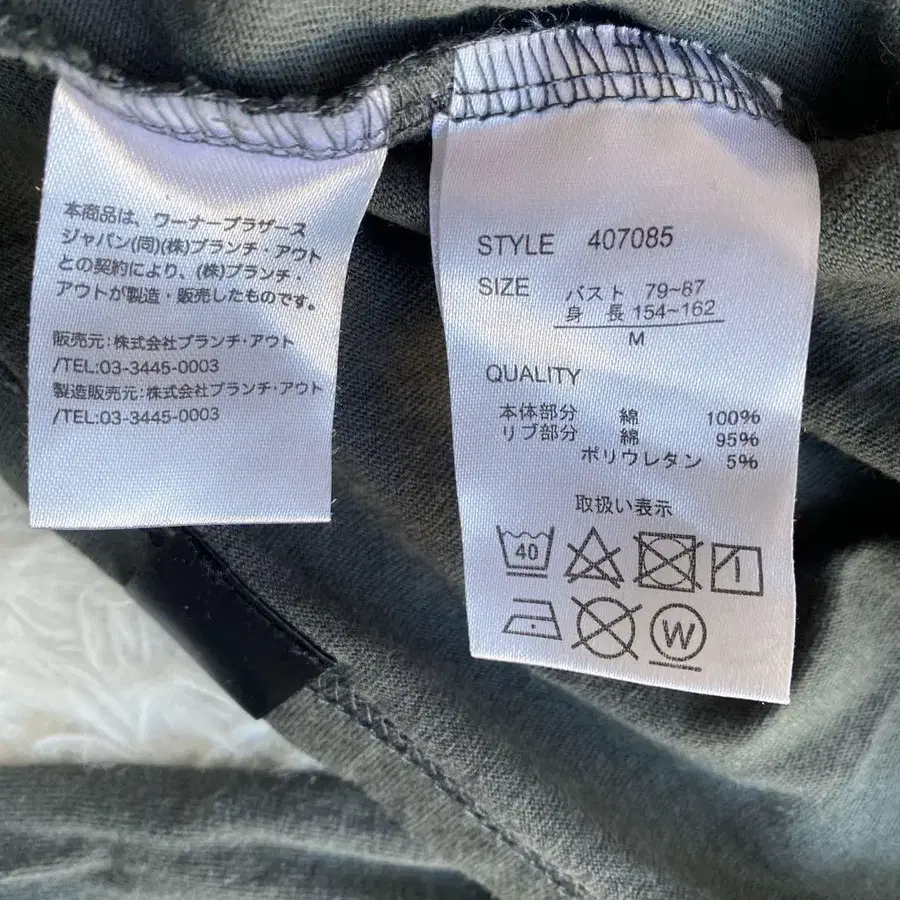 本商品は、ワーナーブラザース
ジャパン(同)(株)ブランチ・アウト
との契約により、(株)ブランチ・
アウトが製造・販売したものです。
販売元:株式会社ブランチ・アウト
/TEL:03-3445-0003
製造販売元:株式会社ブランチ・アウト
/TEL:03-3445-0003
STYLE 407085
SIZE バスト 79~87
身 長 154~162
M
QUALITY
本体部分 綿 100%
リブ部分 綿 95%
ポリウレタン 5%
取扱い表示
40
W